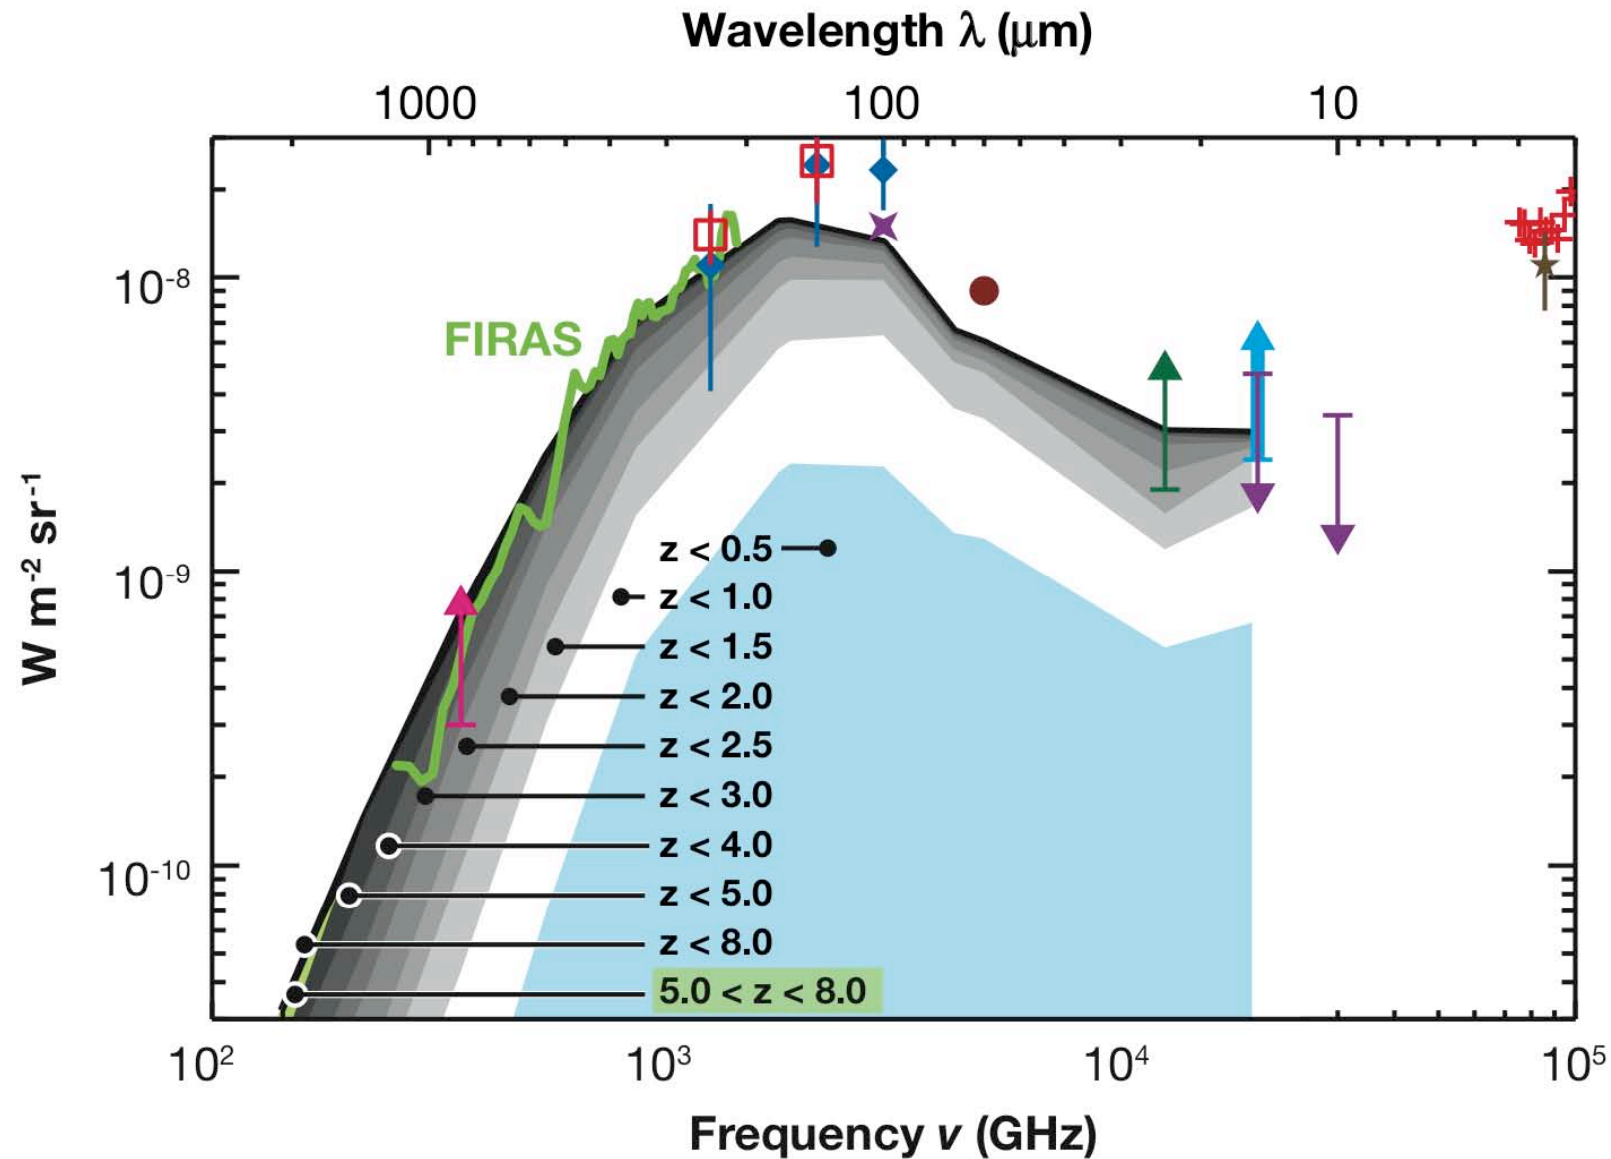 Wavelength λ (μm)
1000 100 10
10⁻⁸
FIRAS
W m⁻² sr⁻¹
z < 0.5
10⁻⁹
z < 1.0
z < 1.5
z < 2.0
z < 2.5
z < 3.0
z < 4.0
10⁻¹⁰
z < 5.0
z < 8.0
5.0 < z < 8.0
10² 10³ 10⁴ 10⁵
Frequency ν (GHz)